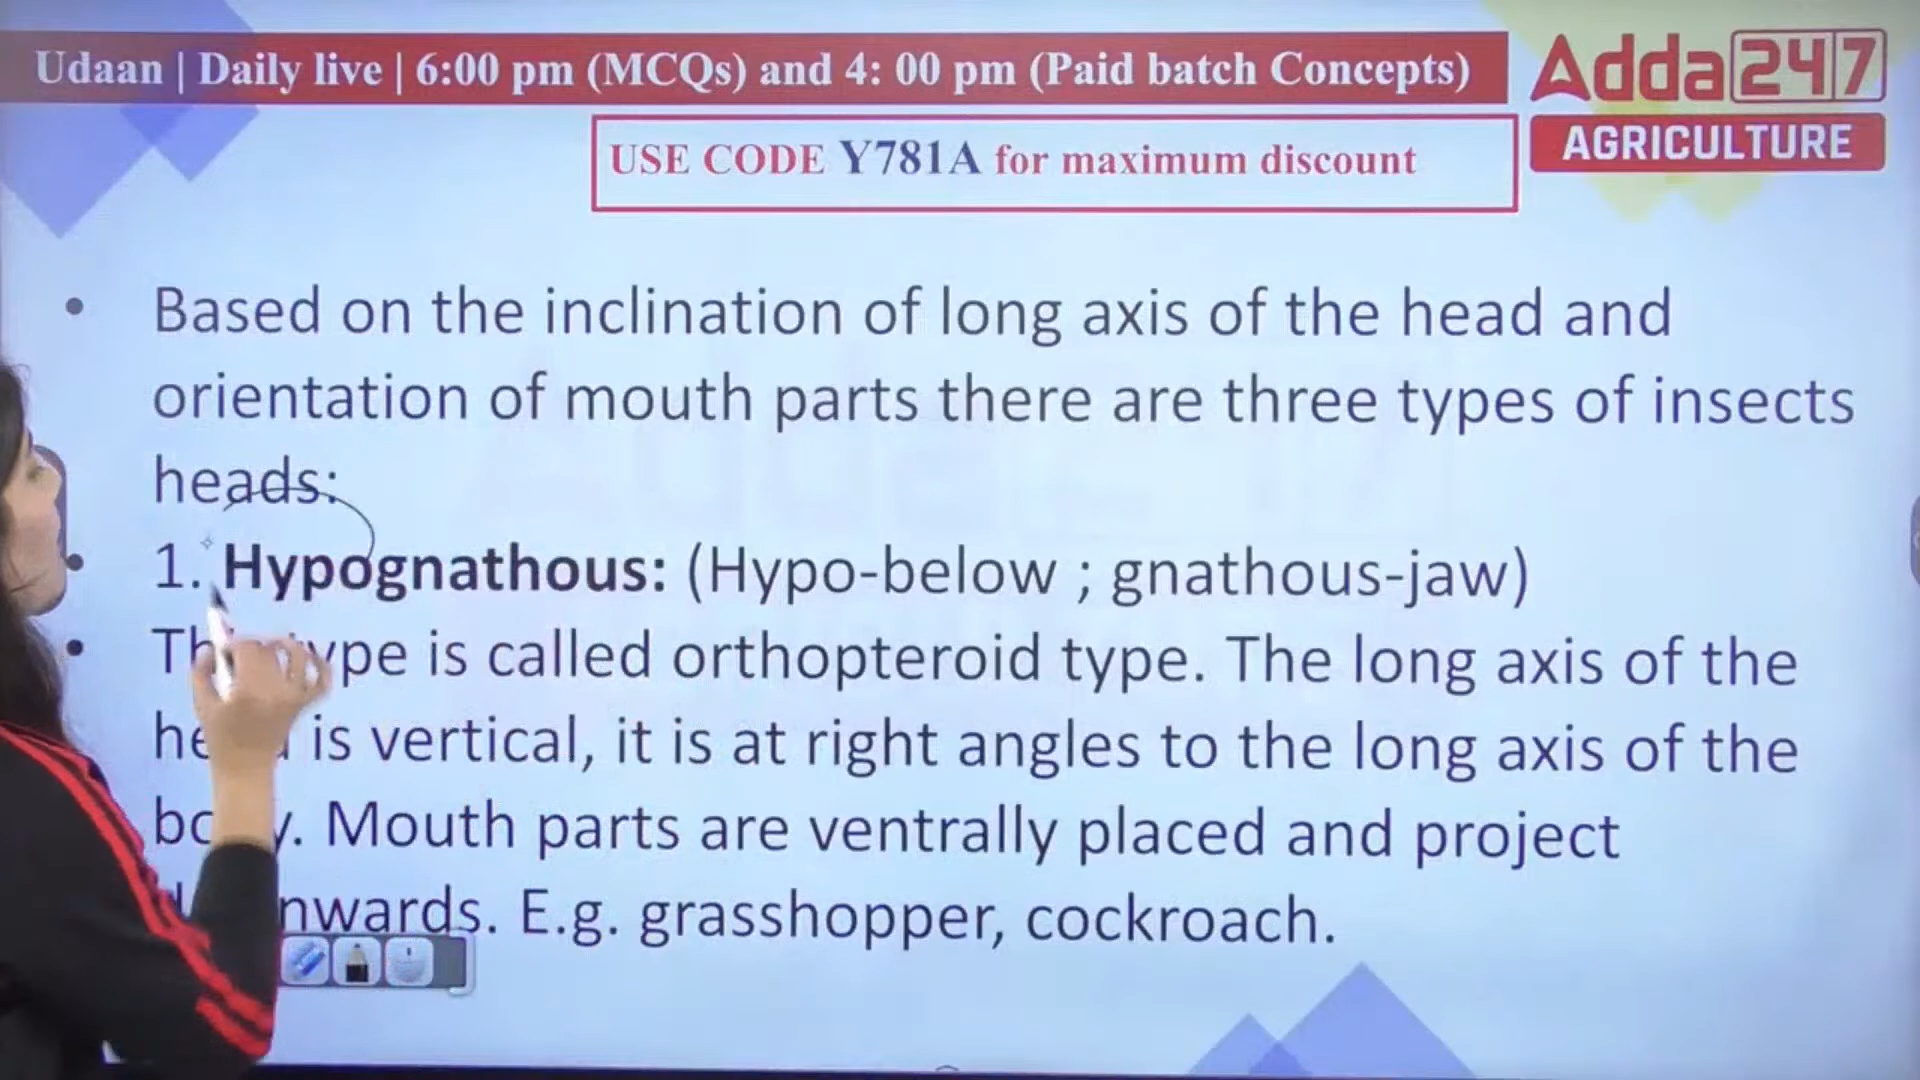 Udaan | Daily live | 6:00 pm (MCQs) and 4: 00 pm (Paid batch Concepts)
Adda247
AGRICULTURE
USE CODE Y781A for maximum discount
• Based on the inclination of long axis of the head and
orientation of mouth parts there are three types of insects
heads:
• 1. Hypognathous: (Hypo-below ; gnathous-jaw)
• type is called orthopteroid type. The long axis of the
is vertical, it is at right angles to the long axis of the
Mouth parts are ventrally placed and project
E.g. grasshopper, cockroach.